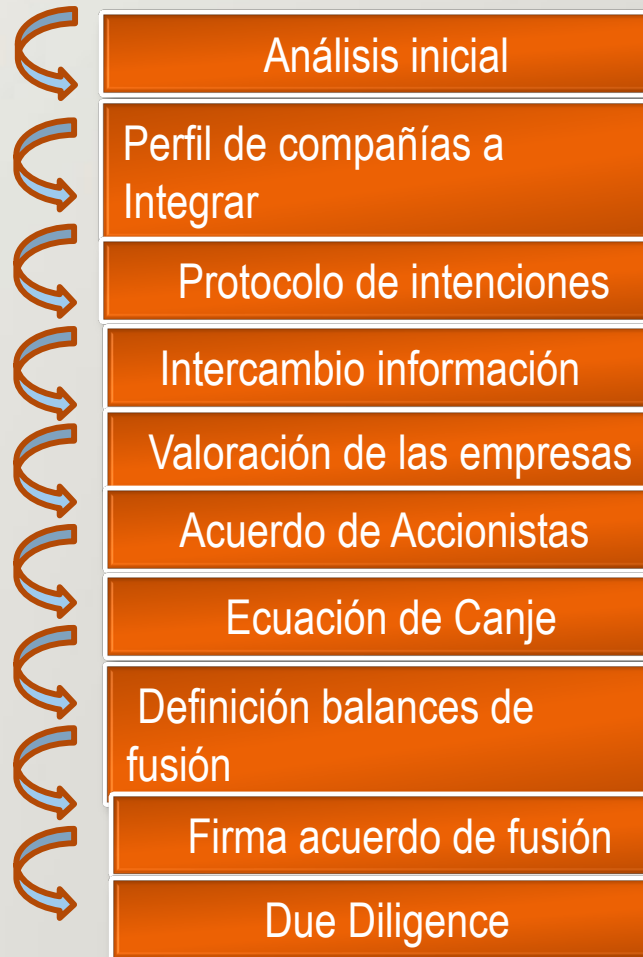 Análisis inicial
Perfil de compañías a
Integrar
Protocolo de intenciones
Intercambio información
Valoración de las empresas
Acuerdo de Accionistas
Ecuación de Canje
Definición balances de
fusión
Firma acuerdo de fusión
Due Diligence